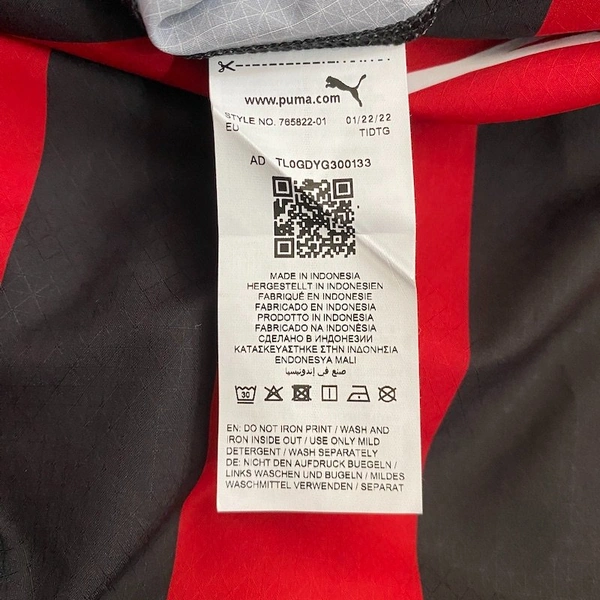 www.puma.com
STYLE NO. 765822-01 01/22/22
EU TIDTG
AD TL0GDYG300133
MADE IN INDONESIA
HERGESTELLT IN INDONESIEN
FABRIQUÉ EN INDONESIE
FABRICADO EN INDONESIA
PRODOTTO IN INDONESIA
FABRICADO NA INDONÉSIA
СДЕЛАНО В ИНДОНЕЗИИ
ΚΑΤΑΣΚΕΥΑΣΤΗΚΕ ΣΤΗΝ ΙΝΔΟΝΗΣΙΑ
ENDONESYA MALI
صنع في إندونيسيا
30
EN: DO NOT IRON PRINT / WASH AND
IRON INSIDE OUT / USE ONLY MILD
DETERGENT / WASH SEPARATELY
DE: NICHT DEN AUFDRUCK BUEGELN /
LINKS WASCHEN UND BUGELN / MILDES
WASCHMITTEL VERWENDEN / SEPARAT